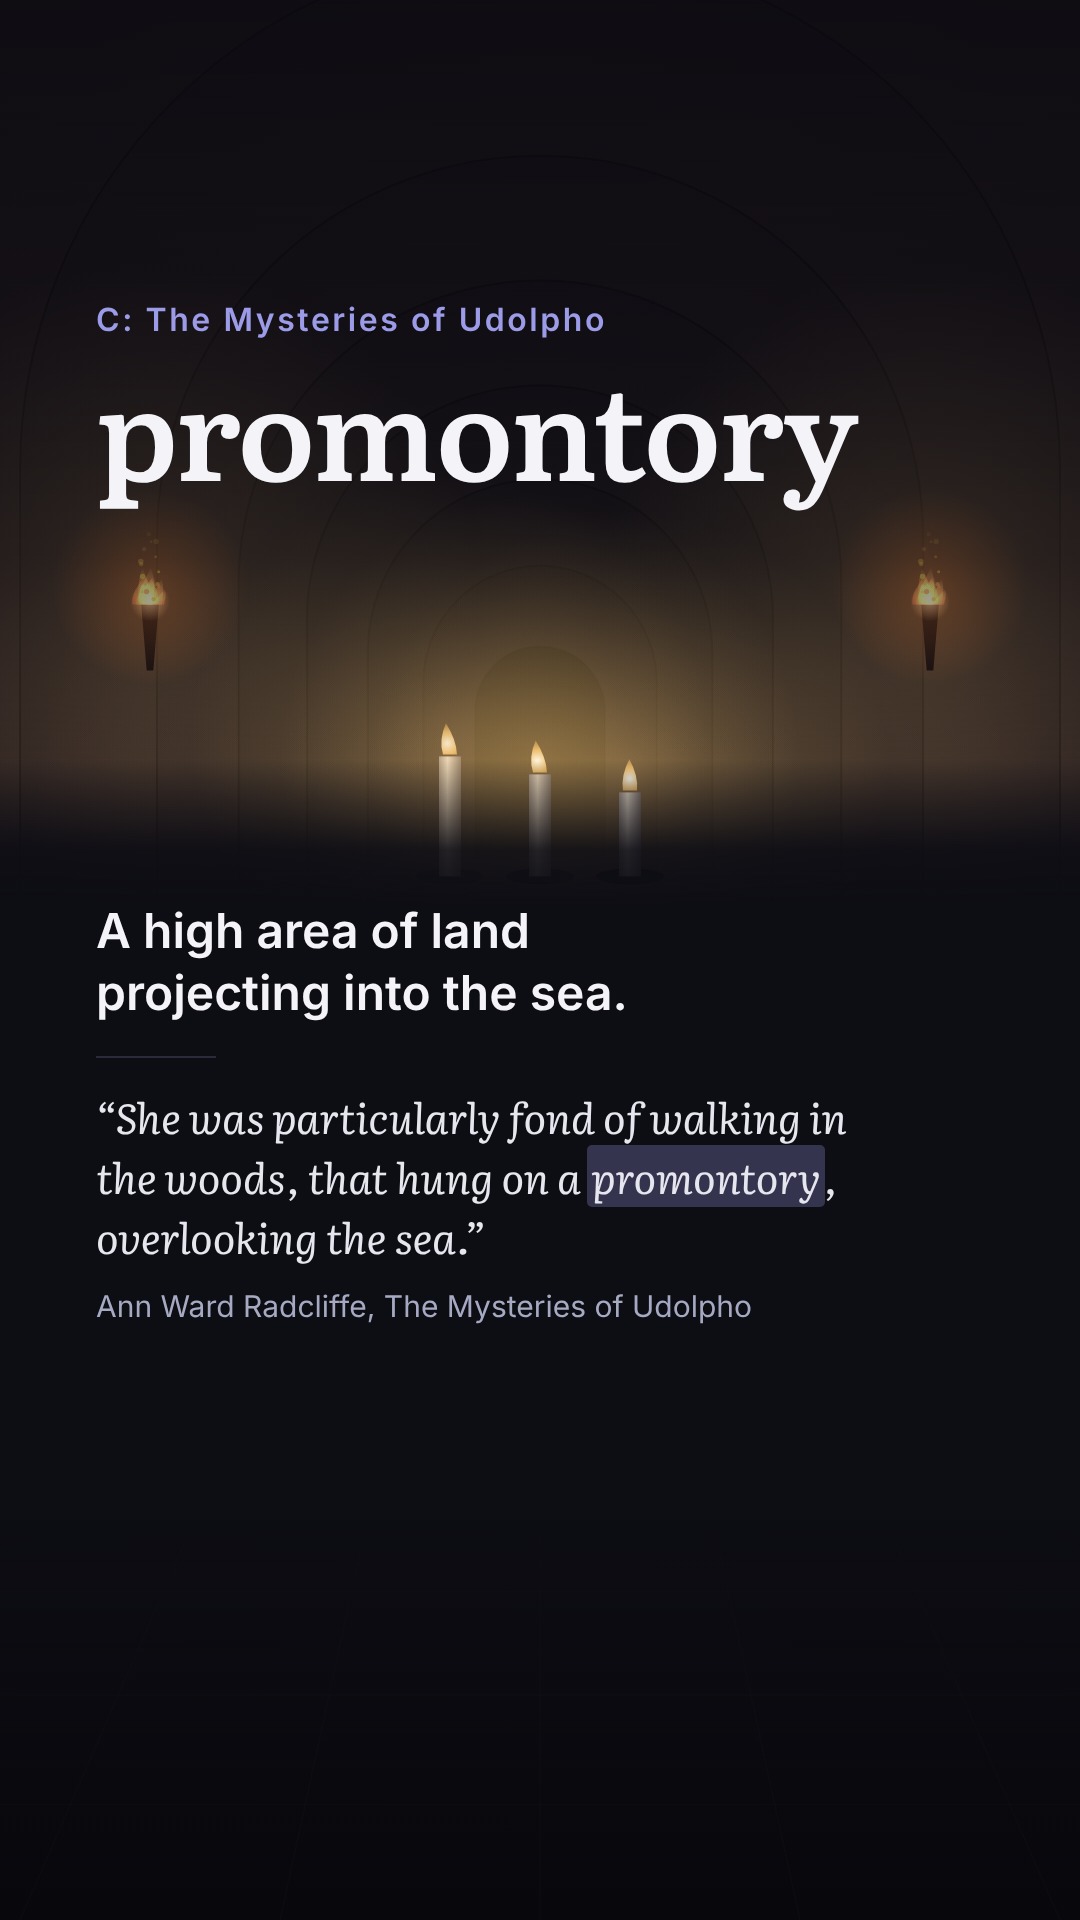 C: The Mysteries of Udolpho
promontory
A high area of land
projecting into the sea.
“She was particularly fond of walking in
the woods, that hung on a promontory,
overlooking the sea.”
Ann Ward Radcliffe, The Mysteries of Udolpho